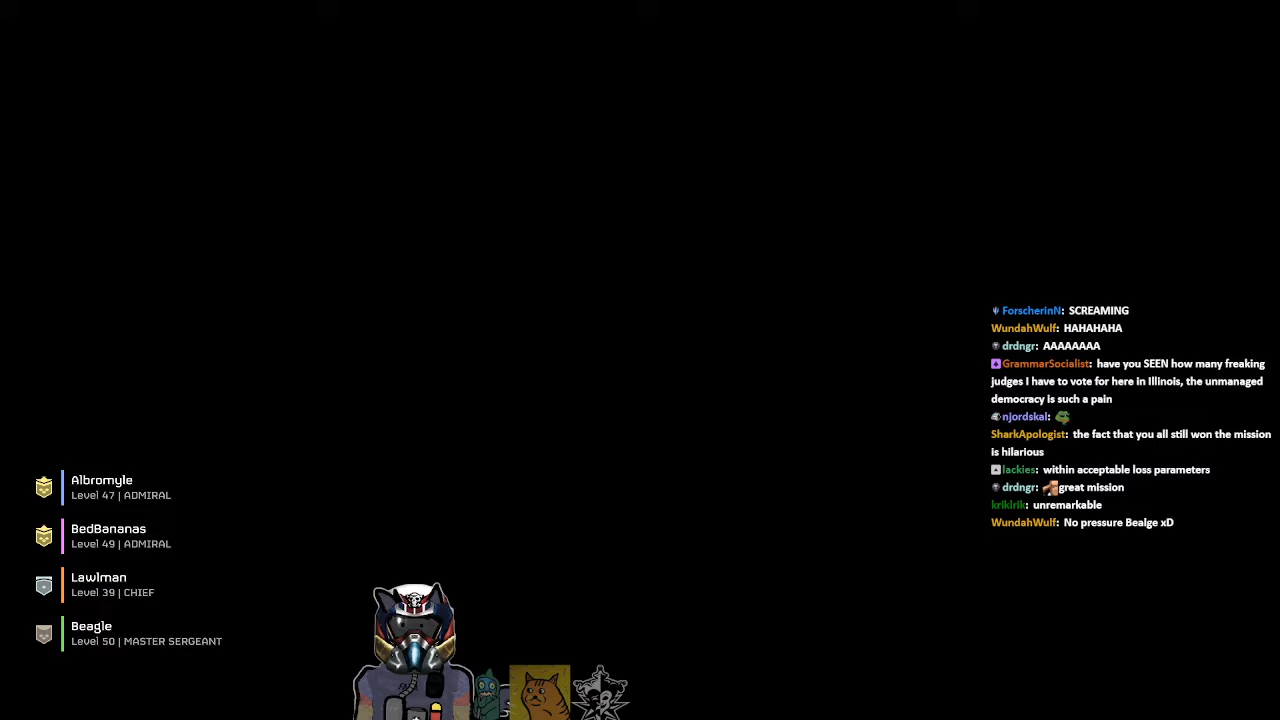 ForscherinN: SCREAMING
WundahWulf: HAHAHAHA
drdngr: AAAAAAAA
GrammarSocialist: have you SEEN how many freaking
judges I have to vote for here in Illinois, the unmanaged
democracy is such a pain
njordskal:
SharkApologist: the fact that you all still won the mission
is hilarious
lackies: within acceptable loss parameters
drdngr: great mission
krikirik: unremarkable
WundahWulf: No pressure Bealge xD
Albromyle
Level 47 | ADMIRAL
BedBananas
Level 49 | ADMIRAL
Lawlman
Level 39 | CHIEF
Beagle
Level 50 | MASTER SERGEANT